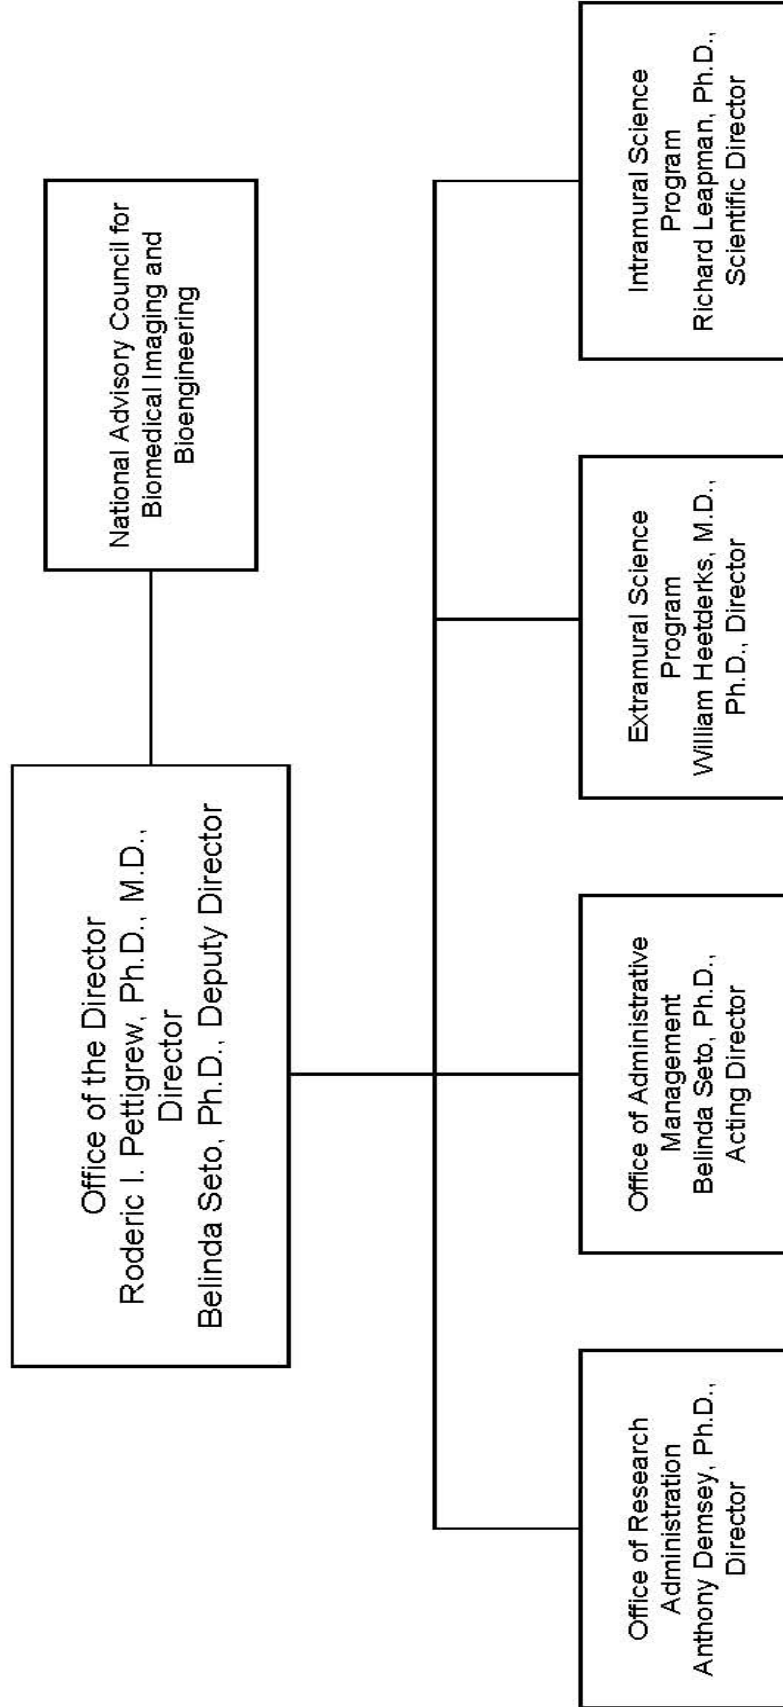 Office of the Director
Roderic I. Pettigrew, Ph.D., M.D.,
Director
Belinda Seto, Ph.D., Deputy Director
National Advisory Council for
Biomedical Imaging and
Bioengineering
Office of Research
Administration
Anthony Demsey, Ph.D.,
Director
Office of Administrative
Management
Belinda Seto, Ph.D.,
Acting Director
Extramural Science
Program
William Heetderks, M.D.,
Ph.D., Director
Intramural Science
Program
Richard Leapman, Ph.D.,
Scientific Director